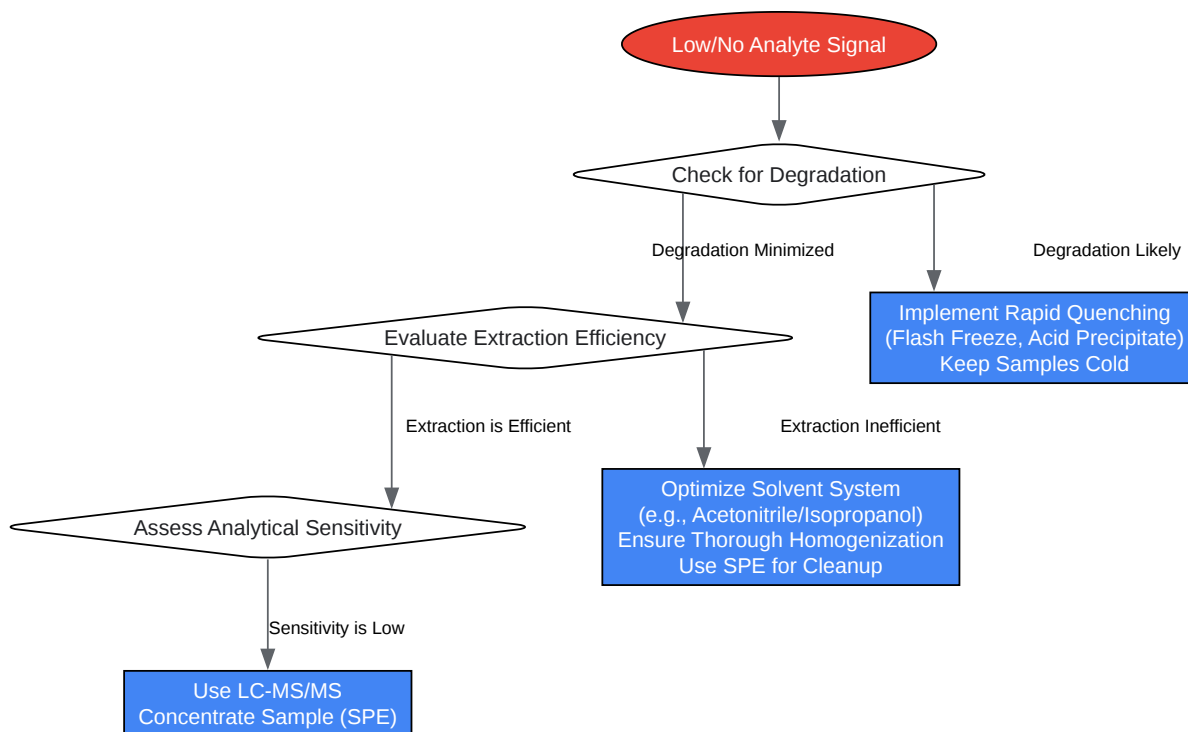 Low/No Analyte Signal
Check for Degradation
Degradation Minimized
Degradation Likely
Implement Rapid Quenching
(Flash Freeze, Acid Precipitate)
Keep Samples Cold
Evaluate Extraction Efficiency
Extraction is Efficient
Extraction Inefficient
Optimize Solvent System
(e.g., Acetonitrile/Isopropanol)
Ensure Thorough Homogenization
Use SPE for Cleanup
Assess Analytical Sensitivity
Sensitivity is Low
Use LC-MS/MS
Concentrate Sample (SPE)